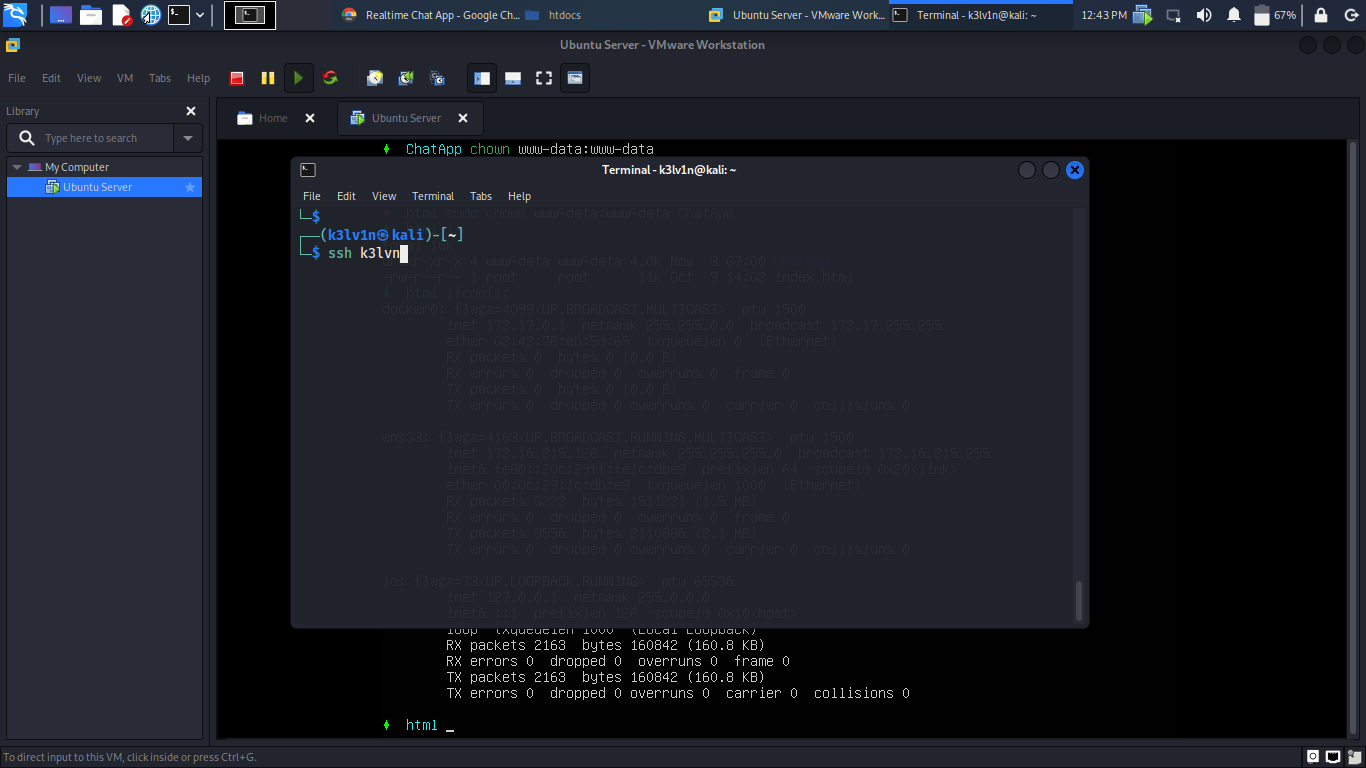 Realtime Chat App - Google Ch...
htdocs
Ubuntu Server - VMware Work...
Terminal - k3lv1n@kali: ~
12:43 PM
67%
Ubuntu Server - VMware Workstation
File Edit View VM Tabs Help
Library
Type here to search
My Computer
Ubuntu Server
Home
Ubuntu Server
ChatApp chown www-data:www-data
Terminal - k3lv1n@kali: ~
File Edit View Terminal Tabs Help
└─$
┌──(k3lv1n㉿kali)-[~]
└─$ ssh k3lvn
html sudo chown www-data:www-data ChatApp
4 www-data www-data 4.0K Nov 9 07:00
-rw-r--r-- 1 root root 11K Oct 9 14:02 index.html
html ifconfig
docker0: flags=4099<UP,BROADCAST,MULTICAST> mtu 1500
inet 172.17.0.1 netmask 255.255.0.0 broadcast 172.17.255.255
ether 02:42:78:eb:5d:65 txqueuelen 0 (Ethernet)
RX packets 0 bytes 0 (0.0 B)
RX errors 0 dropped 0 overruns 0 frame 0
TX packets 0 bytes 0 (0.0 B)
TX errors 0 dropped 0 overruns 0 carrier 0 collisions 0
ens33: flags=4163<UP,BROADCAST,RUNNING,MULTICAST> mtu 1500
inet 172.16.215.128 netmask 255.255.255.0 broadcast 172.16.215.255
inet6 fe80::20c:29ff:fe1c:dbe9 prefixlen 64 scopeid 0x20<link>
ether 00:0c:29:1c:db:e9 txqueuelen 1000 (Ethernet)
RX packets 9222 bytes 1511221 (1.5 MB)
RX errors 0 dropped 0 overruns 0 frame 0
TX packets 9556 bytes 2110886 (2.1 MB)
TX errors 0 dropped 0 overruns 0 carrier 0 collisions 0
lo: flags=73<UP,LOOPBACK,RUNNING> mtu 65536
inet 127.0.0.1 netmask 255.0.0.0
inet6 ::1 prefixlen 128 scopeid 0x10<host>
loop txqueuelen 1000 (Local Loopback)
RX packets 2163 bytes 160842 (160.8 KB)
RX errors 0 dropped 0 overruns 0 frame 0
TX packets 2163 bytes 160842 (160.8 KB)
TX errors 0 dropped 0 overruns 0 carrier 0 collisions 0
html _
To direct input to this VM, click inside or press Ctrl+G.